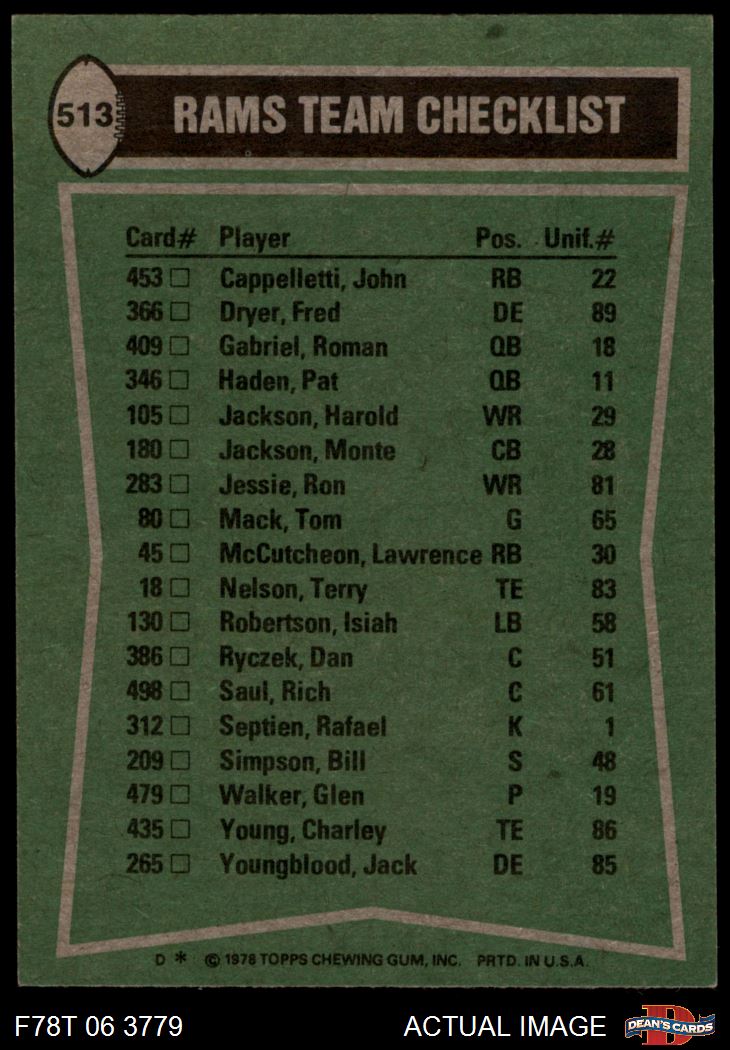 513 RAMS TEAM CHECKLIST
Card# Player Pos. Unif.#
453 Cappelletti, John RB 22
366 Dryer, Fred DE 89
409 Gabriel, Roman QB 18
346 Haden, Pat QB 11
105 Jackson, Harold WR 29
180 Jackson, Monte CB 28
283 Jessie, Ron WR 81
80 Mack, Tom G 65
45 McCutcheon, Lawrence RB 30
18 Nelson, Terry TE 83
130 Robertson, Isiah LB 58
386 Ryczek, Dan C 51
498 Saul, Rich C 61
312 Septien, Rafael K 1
209 Simpson, Bill S 48
479 Walker, Glen P 19
435 Young, Charley TE 86
265 Youngblood, Jack DE 85
D * © 1978 TOPPS CHEWING GUM, INC. PRTD. IN U.S.A.
F78T 06 3779 ACTUAL IMAGE D DEAN'S CARDS